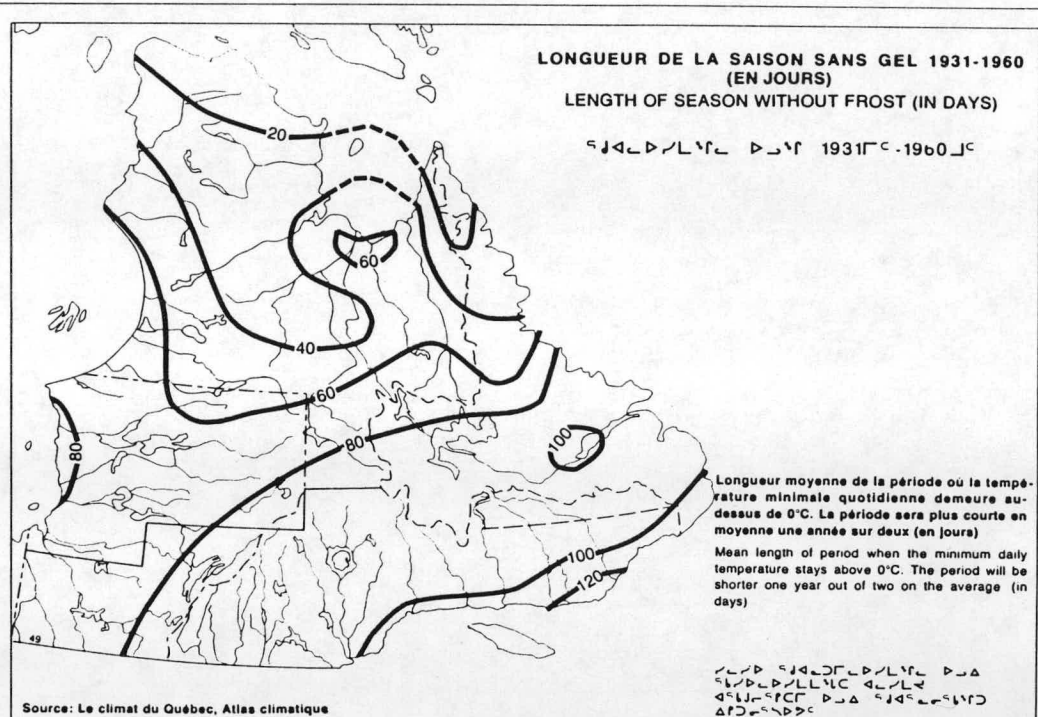 LONGUEUR DE LA SAISON SANS GEL 1931-1960
(EN JOURS)
LENGTH OF SEASON WITHOUT FROST (IN DAYS)
1931ᒥᑦ-1960ᒧᑦ
20
60
40
60
80
80
100
100
120
49
Longueur moyenne de la période où la tempé-
rature minimale quotidienne demeure au-
dessus de 0°C. La période sera plus courte en
moyenne une année sur deux (en jours)
Mean length of period when the minimum daily
temperature stays above 0°C. The period will be
shorter one year out of two on the average (in
days)
Source: Le climat du Québec, Atlas climatique